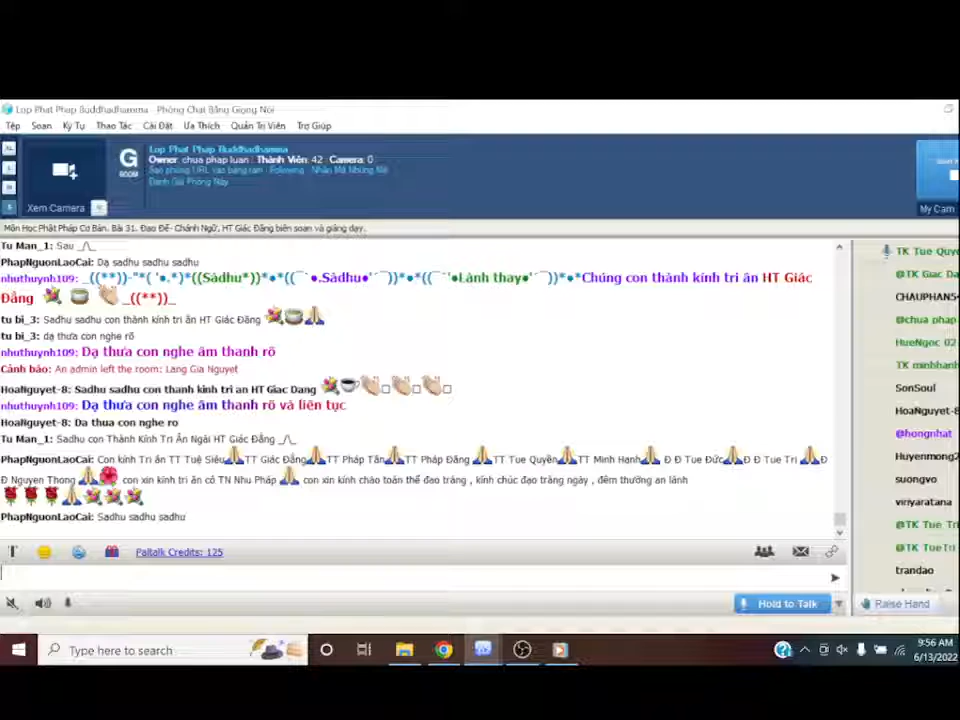 Lop Phat Phap Buddhadhamma - Phòng Chat Bằng Giọng Nói
Tệp Soạn Ký Tự Thao Tác Cài Đặt Ưa Thích Quản Trị Viên Trợ Giúp
Lop Phat Phap Buddhadhamma
Owner: chua phap luan Thành Viên: 42 Camera: 0
G ROOM
Xem Camera
My Cam
Môn Học Phật Pháp Cơ Bản. Bài 31. Đạo Đế- Chánh Ngữ, HT Giác Đẳng biên soạn và giảng dạy.
Tu Man_1: Sau _/\_
PhapNguonLaoCai: Dạ sadhu sadhu sadhu
nhuthuynh109: _((**))-"*( '●.*)*((Sàdhu*))*●*((¯`●.Sàdhu●'´¯))*●*((¯`'●Lành thay●'´¯))*●*Chúng con thành kính tri ân HT Giác
Đẳng _((**))_
tu bi_3: Sadhu sadhu con thành kính tri ân HT Giác Đẳng
tu bi_3: dạ thưa con nghe rõ
nhuthuynh109: Dạ thưa con nghe âm thanh rõ
Cảnh báo: An admin left the room: Lang Gia Nguyet
HoaNguyet-8: Sadhu sadhu con thanh kinh tri an HT Giac Dang
nhuthuynh109: Dạ thưa con nghe âm thanh rõ và liên tục
HoaNguyet-8: Da thua con nghe ro
Tu Man_1: Sadhu con Thành Kính Tri Ân Ngài HT Giác Đẳng _/\_
PhapNguonLaoCai: Con kính Tri ân TT Tuệ Siêu TT Giác Đẳng TT Pháp Tân TT Pháp Đăng TT Tue Quyền TT Minh Hạnh Đ Đ Tue Đức Đ Đ Tue Tri Đ
Đ Nguyen Thong con xin kính tri ân cô TN Nhu Pháp con xin kính chào toàn thể đạo tràng , kính chúc đạo tràng ngày , đêm thường an lành
PhapNguonLaoCai: Sadhu sadhu sadhu
TK Tue Quye
@TK Giac Da
CHAUPHAN5
@chua phap
HueNgoc 02
TK minhhanh
SonSoul
HoaNguyet-8
@hongnhat
Huyenmong2
suongvo
viriyaratana
@TK Tue Tri
@TK TueTri
trandao
T Paltalk Credits: 125
Hold to Talk
Raise Hand
Type here to search
9:56 AM
6/13/2022